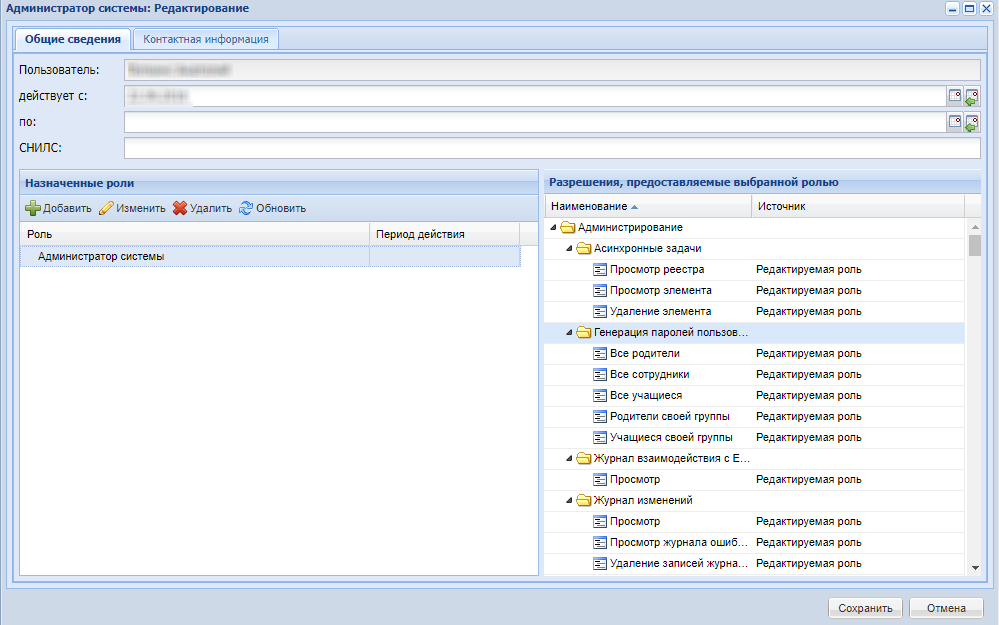 Администратор системы: Редактирование
Общие сведения
Контактная информация
Пользователь:
действует с:
по:
СНИЛС:
Назначенные роли
Добавить Изменить Удалить Обновить
Роль Период действия
Администратор системы
Разрешения, предоставляемые выбранной ролью
Наименование Источник
Администрирование
Асинхронные задачи
Просмотр реестра Редактируемая роль
Просмотр элемента Редактируемая роль
Удаление элемента Редактируемая роль
Генерация паролей пользов...
Все родители Редактируемая роль
Все сотрудники Редактируемая роль
Все учащиеся Редактируемая роль
Родители своей группы Редактируемая роль
Учащиеся своей группы Редактируемая роль
Журнал взаимодействия с Е...
Просмотр Редактируемая роль
Журнал изменений
Просмотр Редактируемая роль
Просмотр журнала ошиб... Редактируемая роль
Удаление записей журна... Редактируемая роль
Сохранить Отмена